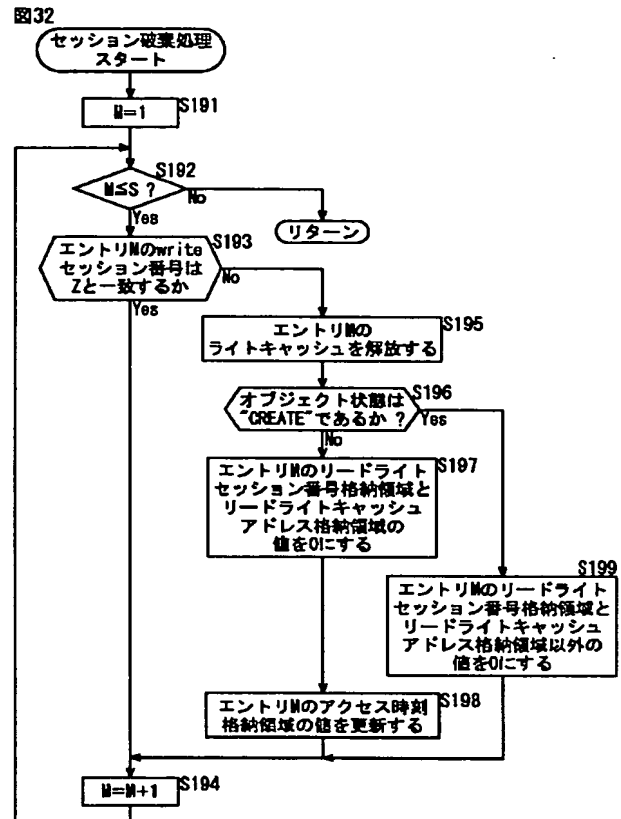 図32
セッション破棄処理
スタート
M=1
S191
S192
M≦S ?
No
Yes
リターン
S193
エントリMのwrite
セッション番号は
Zと一致するか
No
Yes
S195
エントリMの
ライトキャッシュを解放する
S196
オブジェクト状態は
"CREATE"であるか ?
Yes
No
S197
エントリMのリードライト
セッション番号格納領域と
リードライトキャッシュ
アドレス格納領域の
値を0にする
S199
エントリMのリードライト
セッション番号格納領域と
リードライトキャッシュ
アドレス格納領域以外の
値を0にする
S198
エントリMのアクセス時刻
格納領域の値を更新する
M=M+1
S194